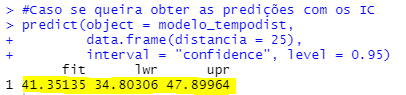 > #Caso se queira obter as predições com os IC
> predict(object = modelo_tempodist,
+         data.frame(distancia = 25),
+         interval = "confidence", level = 0.95)
       fit      lwr      upr
1 41.35135 34.80306 47.89964